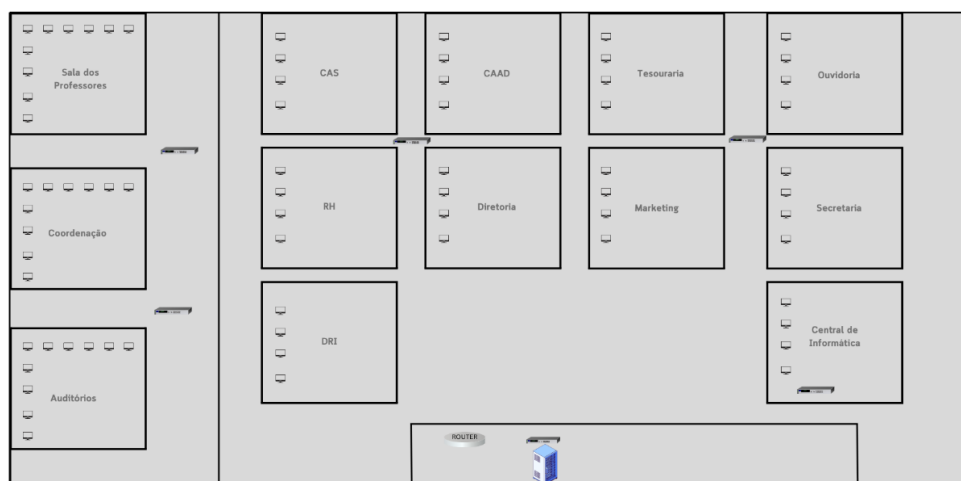 Sala dos
Professores
CAS
CAAD
Tesouraria
Ouvidoria
RH
Diretoria
Marketing
Secretaria
Coordenação
DRI
Central de
Informática
Auditórios
ROUTER